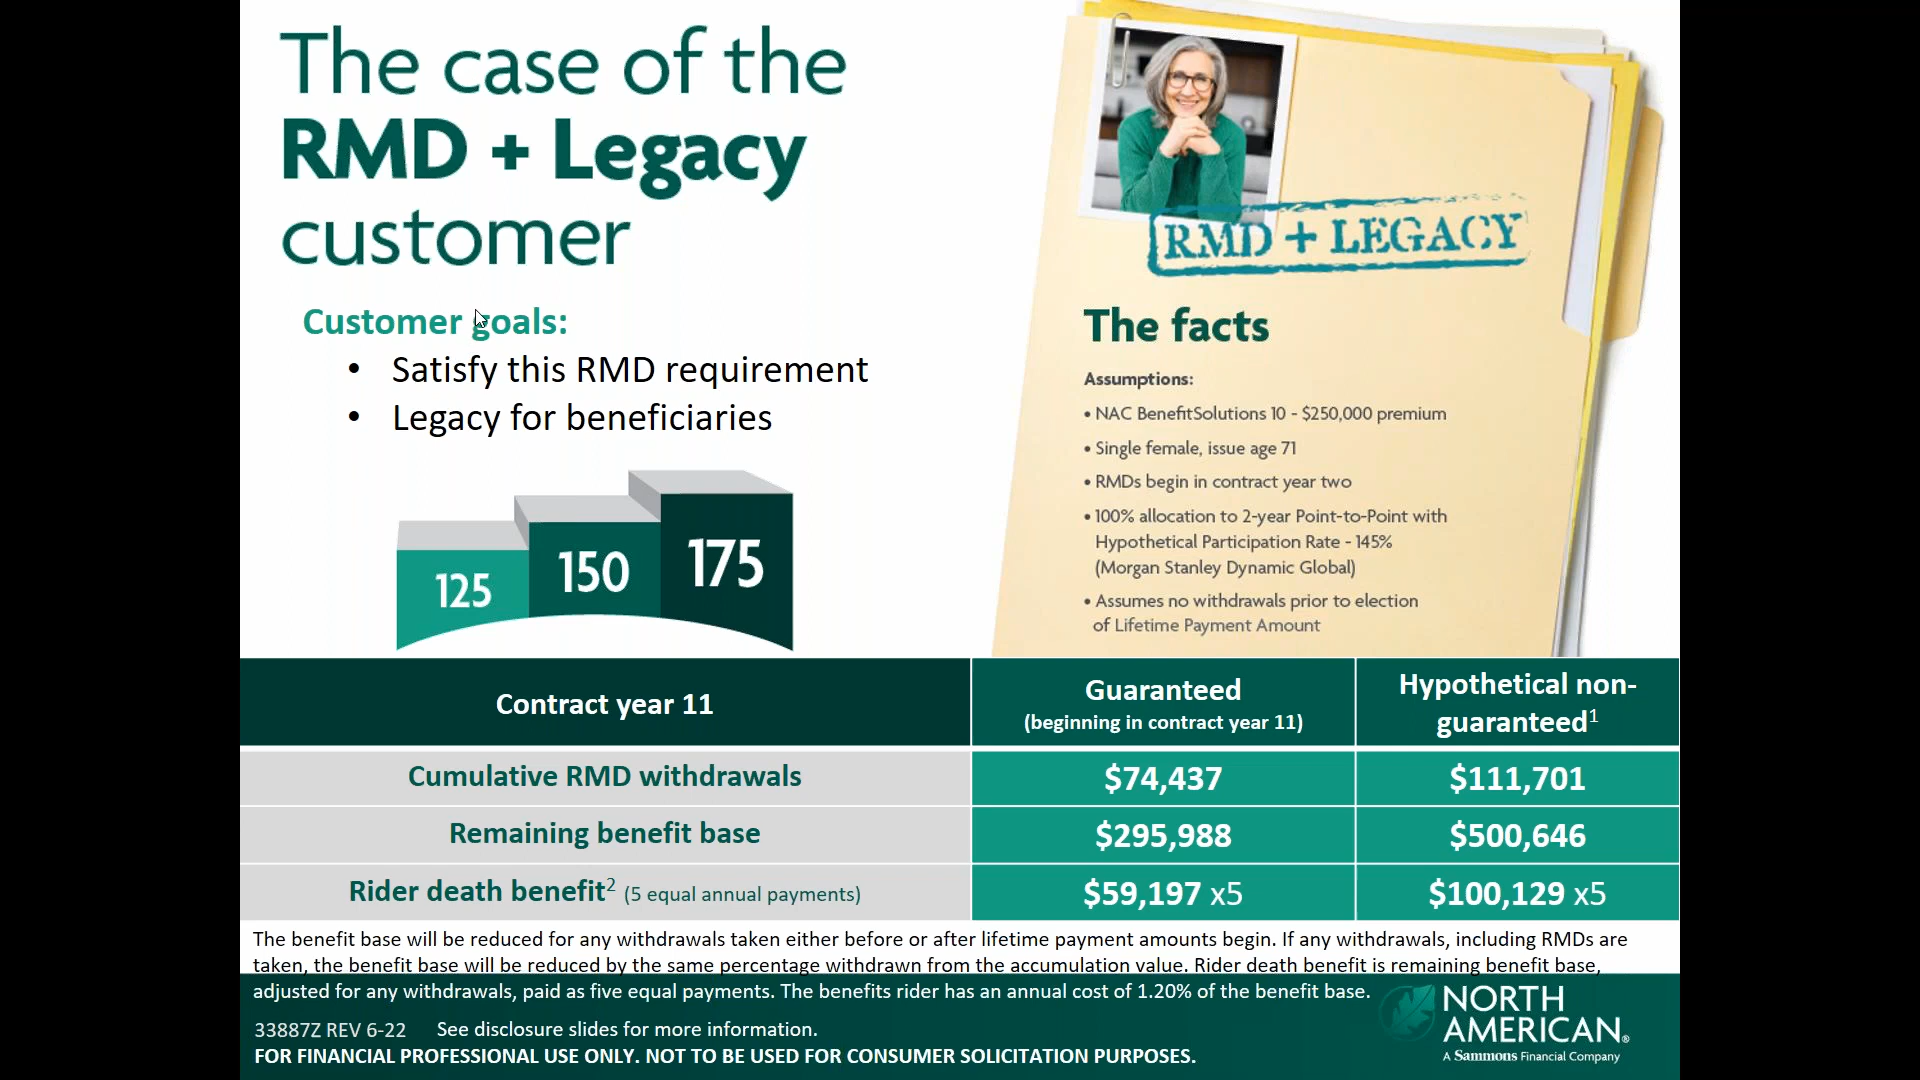 The case of the
RMD + Legacy
customer
Customer goals:
• Satisfy this RMD requirement
• Legacy for beneficiaries
125
150
175
RMD + LEGACY
The facts
Assumptions:
• NAC BenefitSolutions 10 - $250,000 premium
• Single female, issue age 71
• RMDs begin in contract year two
• 100% allocation to 2-year Point-to-Point with
Hypothetical Participation Rate - 145%
(Morgan Stanley Dynamic Global)
• Assumes no withdrawals prior to election
of Lifetime Payment Amount
Contract year 11
Guaranteed
(beginning in contract year 11)
Hypothetical non-
guaranteed1
Cumulative RMD withdrawals $74,437 $111,701
Remaining benefit base $295,988 $500,646
Rider death benefit2 (5 equal annual payments) $59,197 x5 $100,129 x5
The benefit base will be reduced for any withdrawals taken either before or after lifetime payment amounts begin. If any withdrawals, including RMDs are
taken, the benefit base will be reduced by the same percentage withdrawn from the accumulation value. Rider death benefit is remaining benefit base,
adjusted for any withdrawals, paid as five equal payments. The benefits rider has an annual cost of 1.20% of the benefit base.
33887Z REV 6-22 See disclosure slides for more information.
FOR FINANCIAL PROFESSIONAL USE ONLY. NOT TO BE USED FOR CONSUMER SOLICITATION PURPOSES.
NORTH
AMERICAN®
A Sammons Financial Company